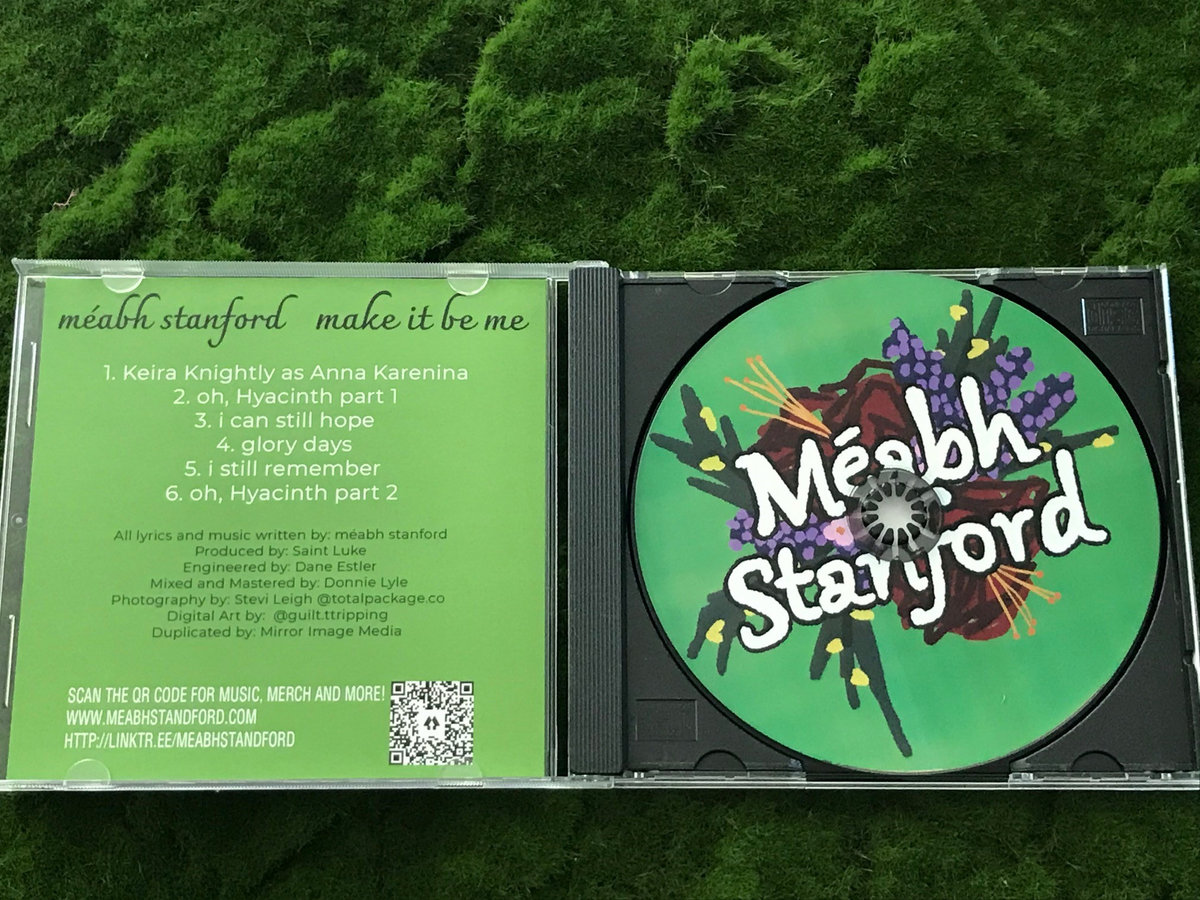 méabh stanford make it be me
1. Keira Knightly as Anna Karenina
2. oh, Hyacinth part 1
3. i can still hope
4. glory days
5. i still remember
6. oh, Hyacinth part 2
All lyrics and music written by: méabh stanford
Produced by: Saint Luke
Engineered by: Dane Estler
Mixed and Mastered by: Donnie Lyle
Photography by: Stevi Leigh @totalpackage.co
Digital Art by: @guilt.ttripping
Duplicated by: Mirror Image Media
SCAN THE QR CODE FOR MUSIC, MERCH AND MORE!
WWW.MEABHSTANDFORD.COM
HTTP://LINKTR.EE/MEABHSTANDFORD
Méabh
Stanford